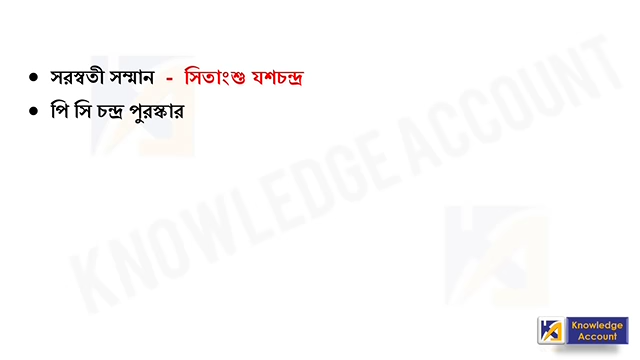 • সরস্বতী সম্মান - সিতাংশু যশচন্দ্র
• পি সি চন্দ্র পুরস্কার
KNOWLEDGE ACCOUNT
Knowledge
Account